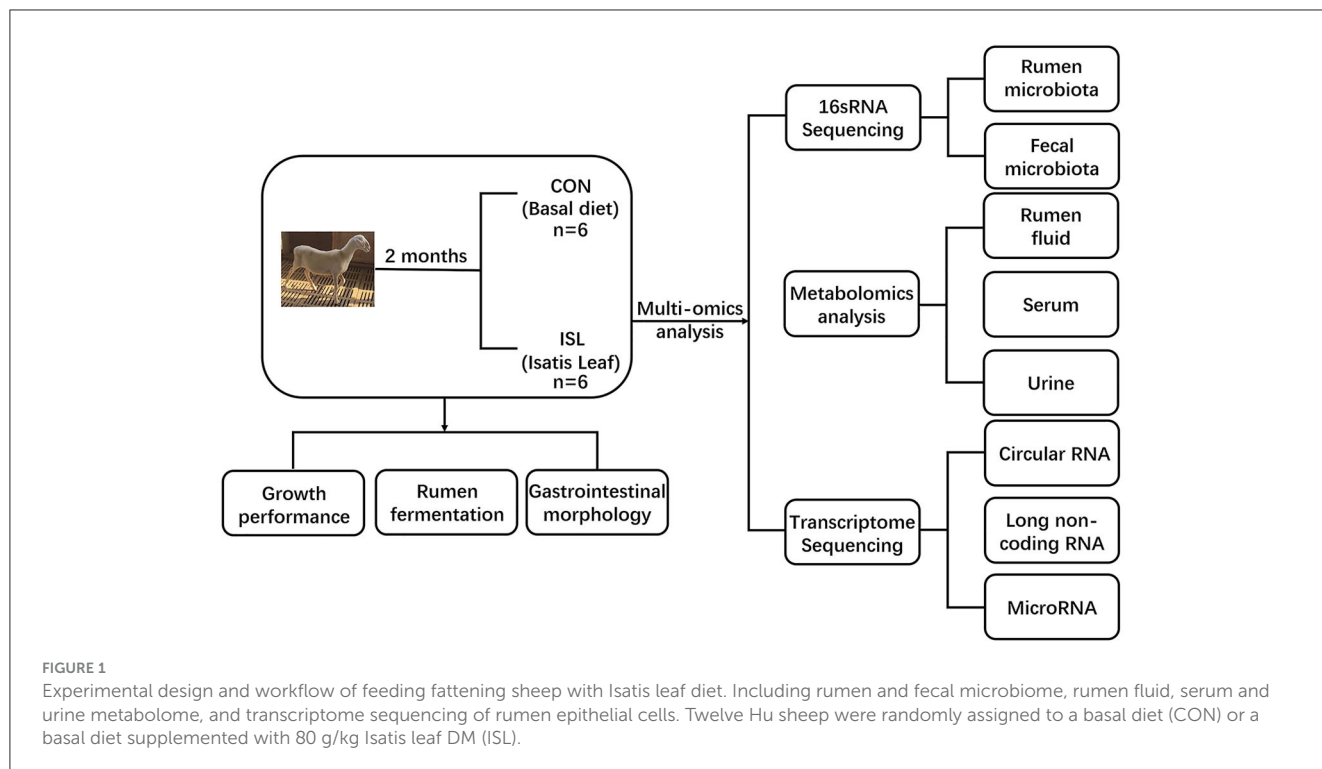 CON
(Basal diet)
n=6
2 months
ISL
(Isatis Leaf)
n=6
Growth
performance
Rumen
fermentation
Gastrointestinal
morphology
Multi-omics
analysis
16sRNA
Sequencing
Rumen
microbiota
Fecal
microbiota
Metabolomics
analysis
Rumen
fluid
Serum
Urine
Transcriptome
Sequencing
Circular RNA
Long non-
coding RNA
MicroRNA
FIGURE 1
Experimental design and workflow of feeding fattening sheep with Isatis leaf diet. Including rumen and fecal microbiome, rumen fluid, serum and
urine metabolome, and transcriptome sequencing of rumen epithelial cells. Twelve Hu sheep were randomly assigned to a basal diet (CON) or a
basal diet supplemented with 80 g/kg Isatis leaf DM (ISL).